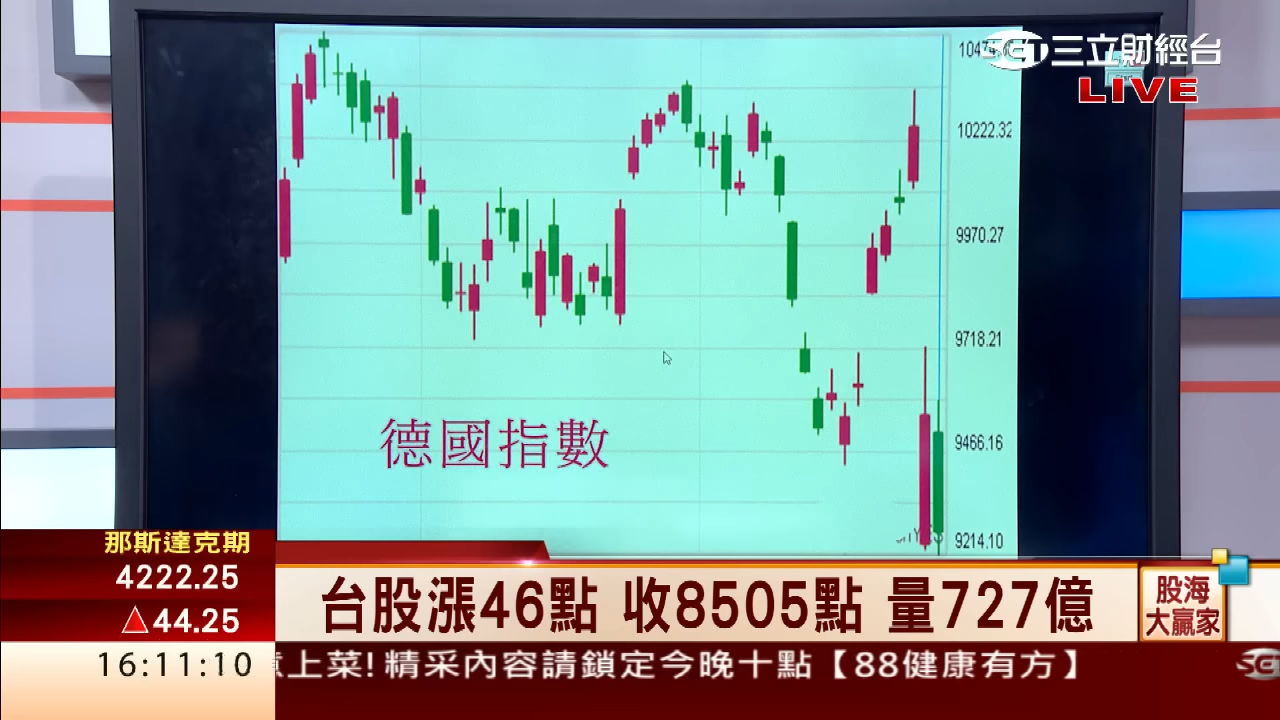 三立財經台
LIVE
10222.32
9970.27
9718.21
9466.16
9214.10
德國指數
那斯達克期
4222.25
△44.25
台股漲46點 收8505點 量727億
股海
大贏家
16:11:10
上菜!精采內容請鎖定今晚十點【88健康有方】